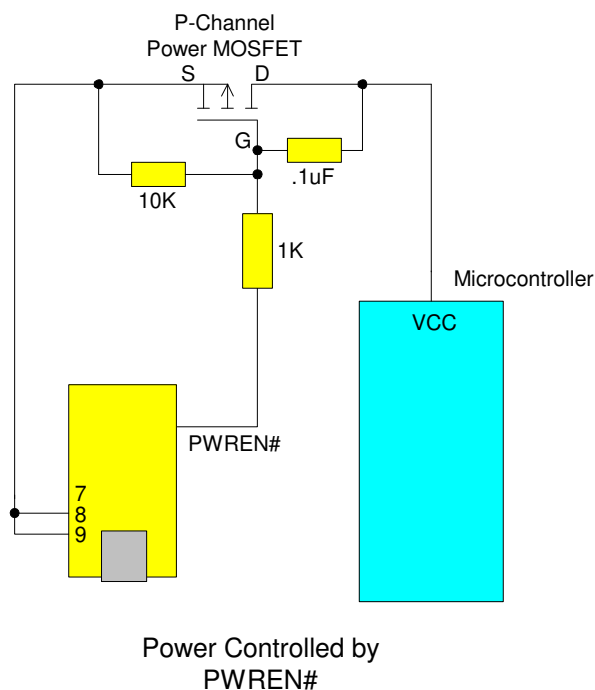 P-Channel
Power MOSFET
S
D
G
.1uF
10K
1K
Microcontroller
VCC
PWREN#
7
8
9
Power Controlled by
PWREN#